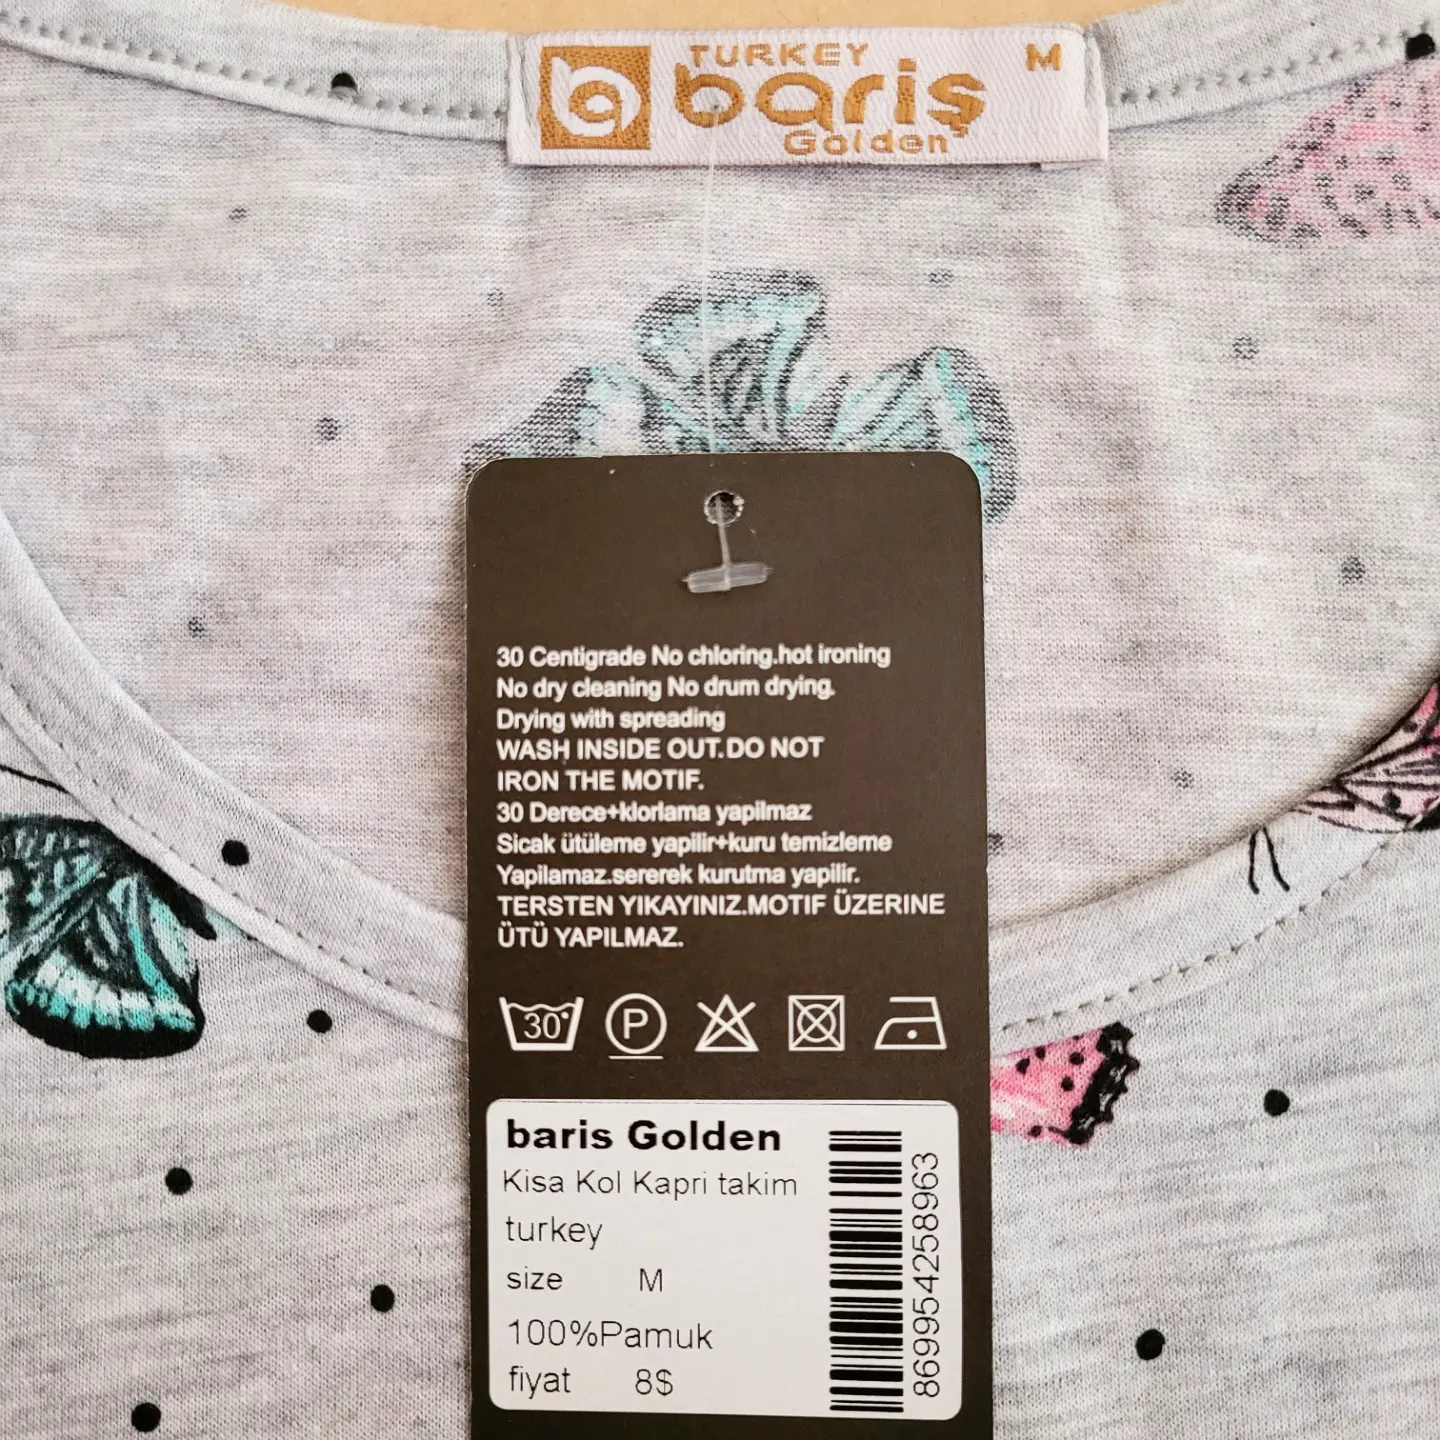 TURKEY
bariş
Golden
M
30 Centigrade No chloring.hot ironing
No dry cleaning No drum drying.
Drying with spreading
WASH INSIDE OUT.DO NOT
IRON THE MOTIF.
30 Derece+klorlama yapilmaz
Sicak ütüleme yapilir+kuru temizleme
Yapilamaz.sererek kurutma yapilir.
TERSTEN YIKAYINIZ.MOTIF ÜZERINE
ÜTÜ YAPILMAZ.
30° P
baris Golden
Kisa Kol Kapri takim
turkey
size M
100%Pamuk
fiyat 8$
8699542589​63